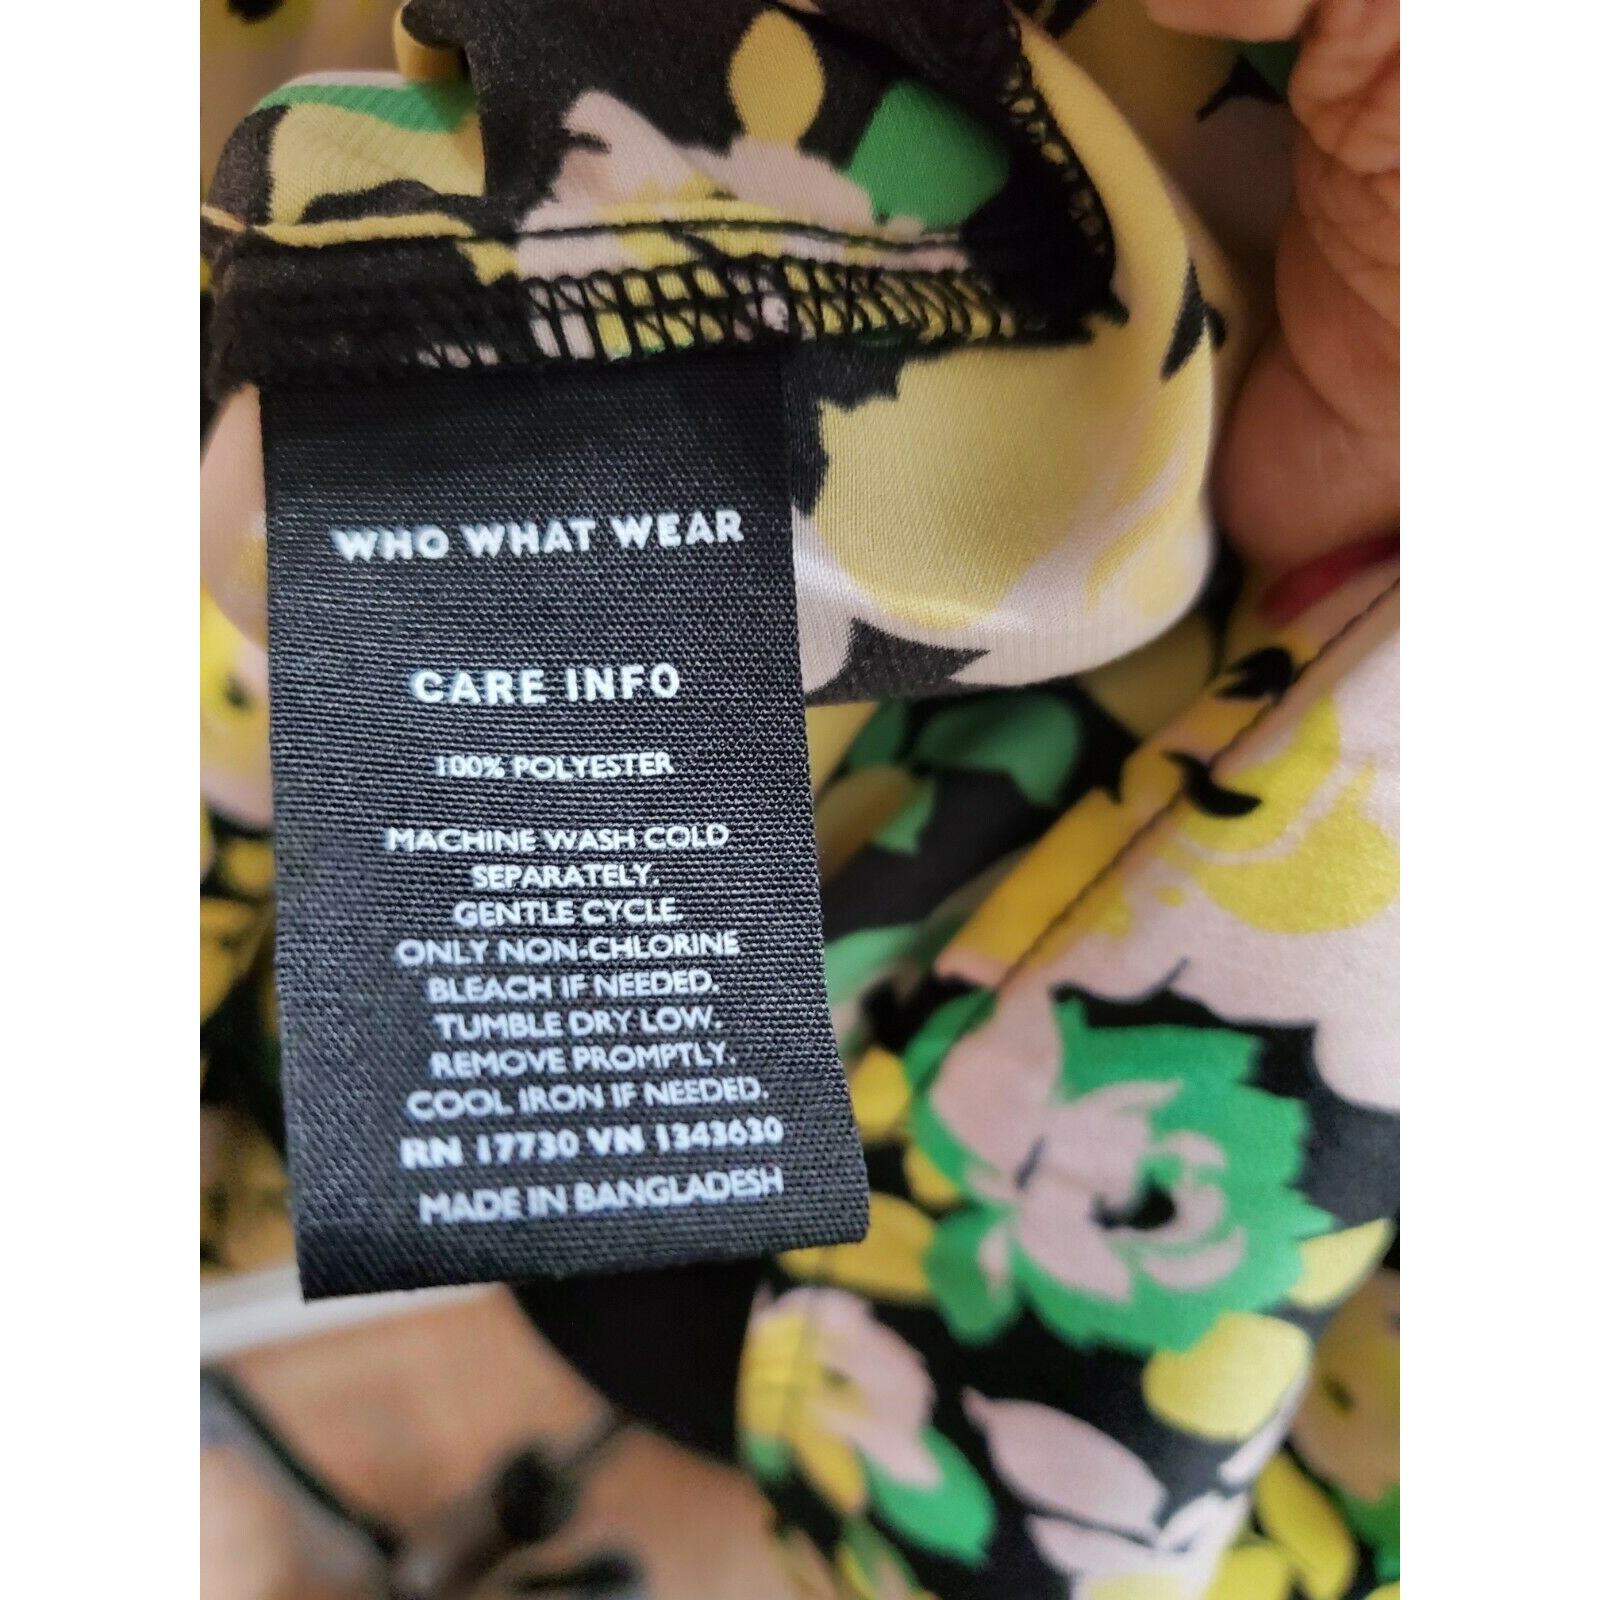 WHO WHAT WEAR
CARE INFO
100% POLYESTER
MACHINE WASH COLD
SEPARATELY.
GENTLE CYCLE.
ONLY NON-CHLORINE
BLEACH IF NEEDED.
TUMBLE DRY LOW.
REMOVE PROMPTLY.
COOL IRON IF NEEDED.
RN 17730 VN 1343630
MADE IN BANGLADESH